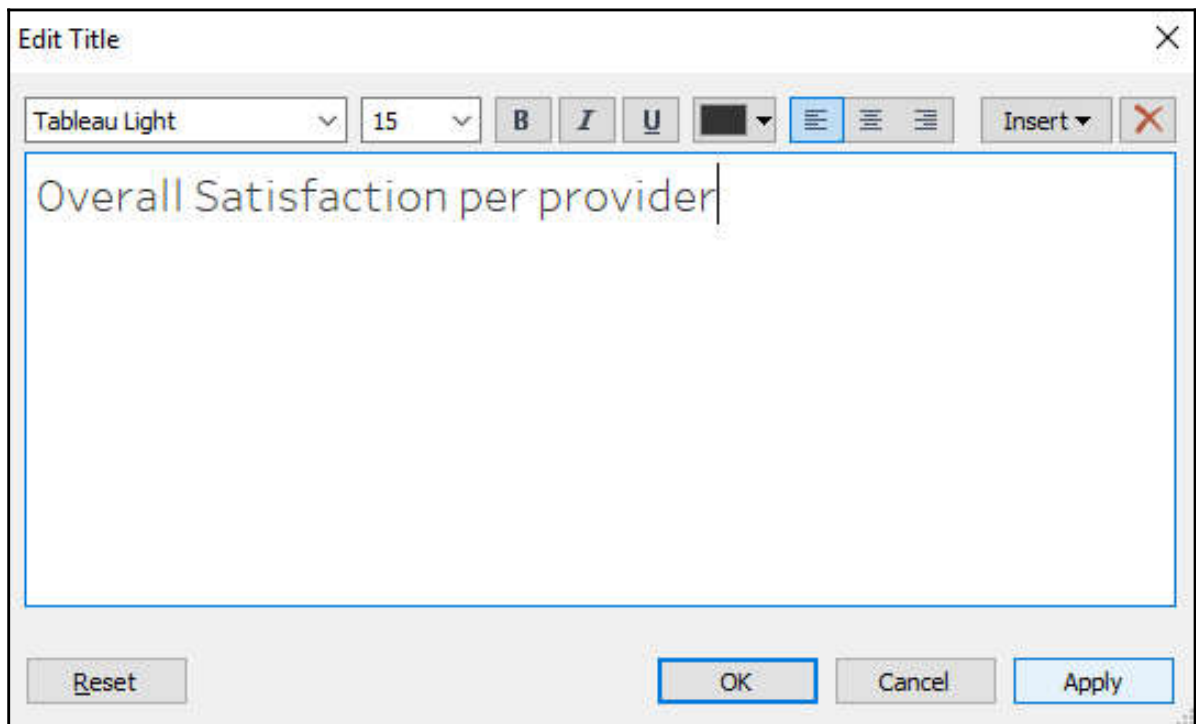 Edit Title
Tableau Light 15 B I U Insert
Overall Satisfaction per provider
Reset OK Cancel Apply